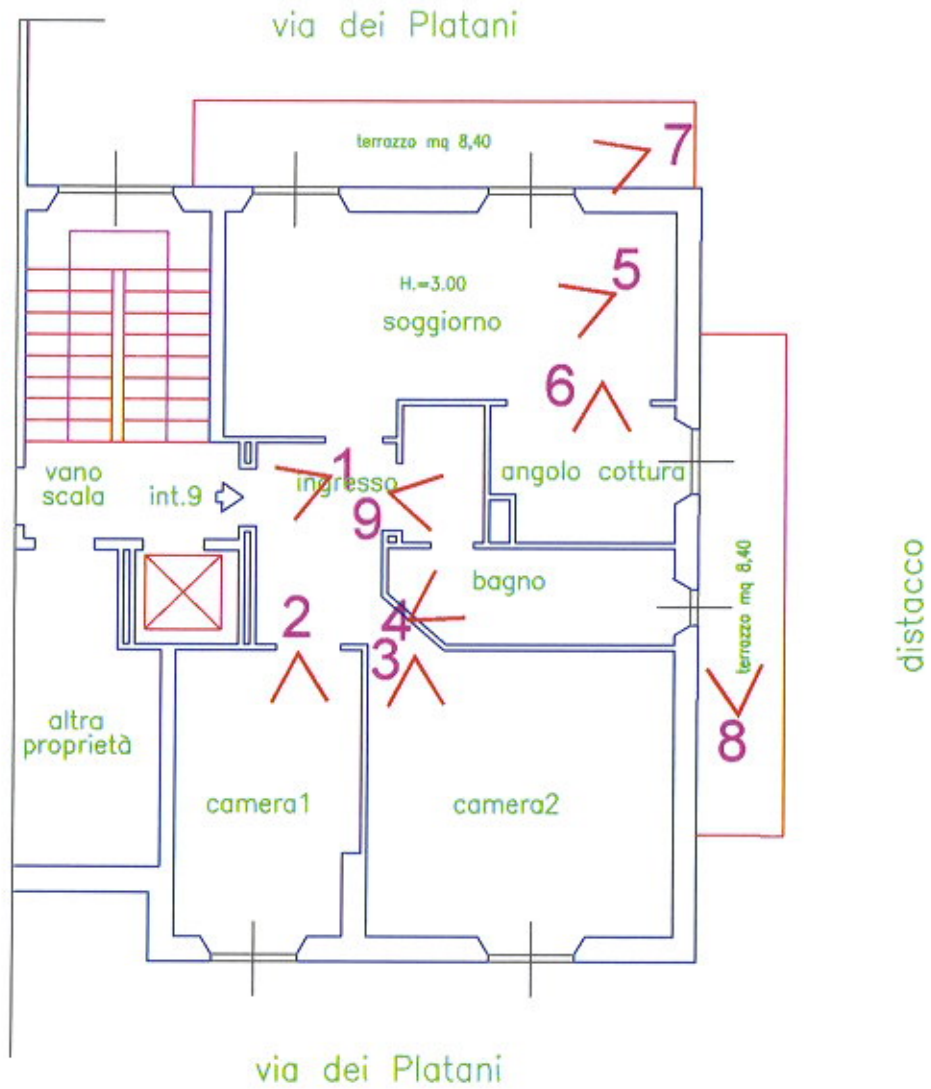 via dei Platani
terrazzo mq 8,40
7
5
H.=3.00
soggiorno
6
vano
scala
int.9
1
ingresso
9
angolo cottura
bagno
terrazzo mq 8,40
distacco
2
4
3
altra
proprietà
8
camera1
camera2
via dei Platani